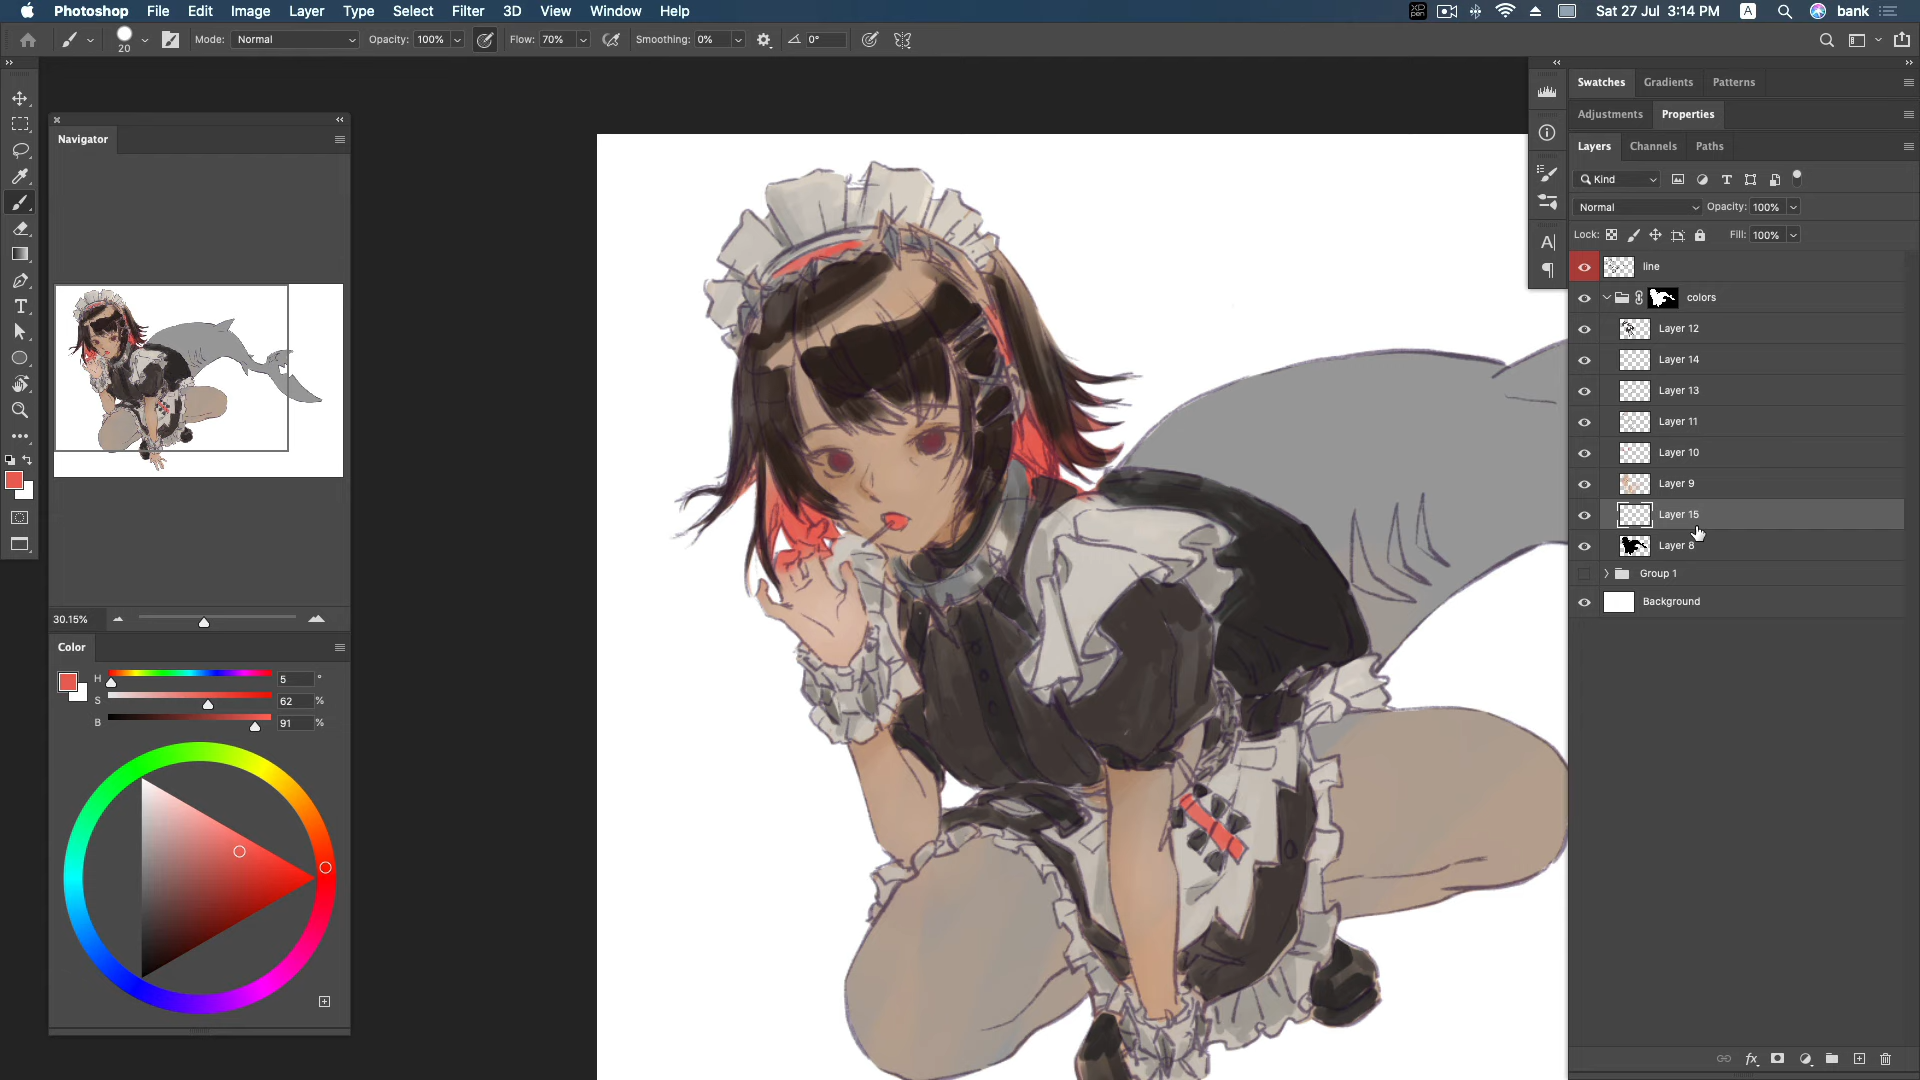 Photoshop File Edit Image Layer Type Select Filter 3D View Window Help
XD pen
Sat 27 Jul 3:14 PM
A
bank
20
Mode: Normal
Opacity: 100%
Flow: 70%
Smoothing: 0%
0°
Navigator
30.15%
Color
H 5 °
S 62 %
B 91 %
Swatches Gradients Patterns
Adjustments Properties
Layers Channels Paths
Kind
Normal Opacity: 100%
Lock: Fill: 100%
line
colors
Layer 12
Layer 14
Layer 13
Layer 11
Layer 10
Layer 9
Layer 15
Layer 8
Group 1
Background